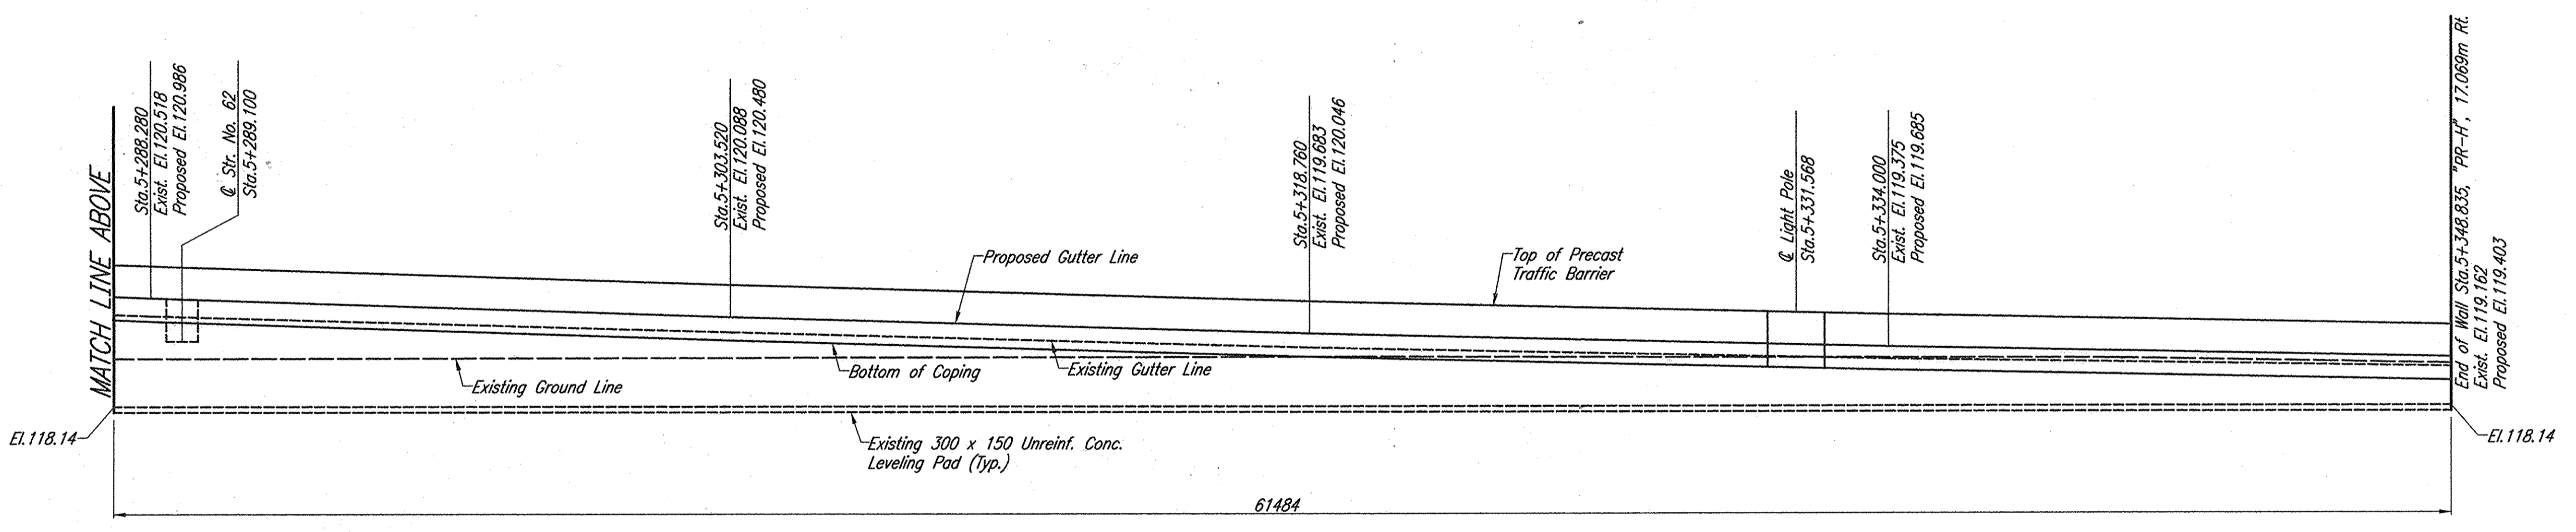 MATCH LINE ABOVE
Sta.5+288.280
Exist. El.120.518
Proposed El.120.986
℄ Str. No. 62
Sta.5+289.100
Sta.5+303.520
Exist. El.120.088
Proposed El.120.480
Sta.5+318.760
Exist. El.119.683
Proposed El.120.046
℄ Light Pole
Sta.5+331.568
Sta.5+334.000
Exist. El.119.375
Proposed El.119.685
End of Wall Sta.5+348.835, "PR-H", 17.069m Rt.
Exist. El.119.162
Proposed El.119.403
Proposed Gutter Line
Top of Precast
Traffic Barrier
Existing Ground Line
Bottom of Coping
Existing Gutter Line
El.118.14
Existing 300 x 150 Unreinf. Conc.
Leveling Pad (Typ.)
El.118.14
61484